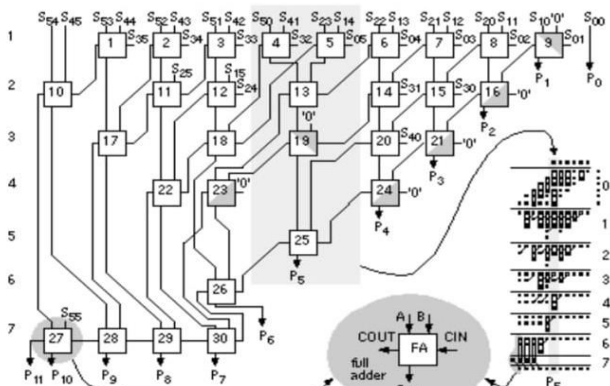 S54 S45 S53 S44 S52 S43 S51 S42 S50 S41 S23 S14 S22 S13 S21 S12 S20 S11 S10 '0' S00
1 1 S34 2 S35 3 S33 4 S32 5 S05 6 S04 7 S03 8 S02 9 S01
S25 S15 P1 P0
2 10 11 12 S24 13 14 S31 15 S30 16 '0'
'0' P2
3 17 18 19 20 S40 21 '0'
P3
4 22 23 '0' 24 '0'
P4
5 25
P5
6 26
P6
S55
7 27 28 29 30
P11 P10 P9 P8 P7
A B
COUT FA CIN
full
adder
0
1
2
3
4
5
6
7